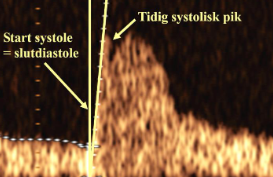 Tidig systolisk pik
Start systole
= slutdiastole